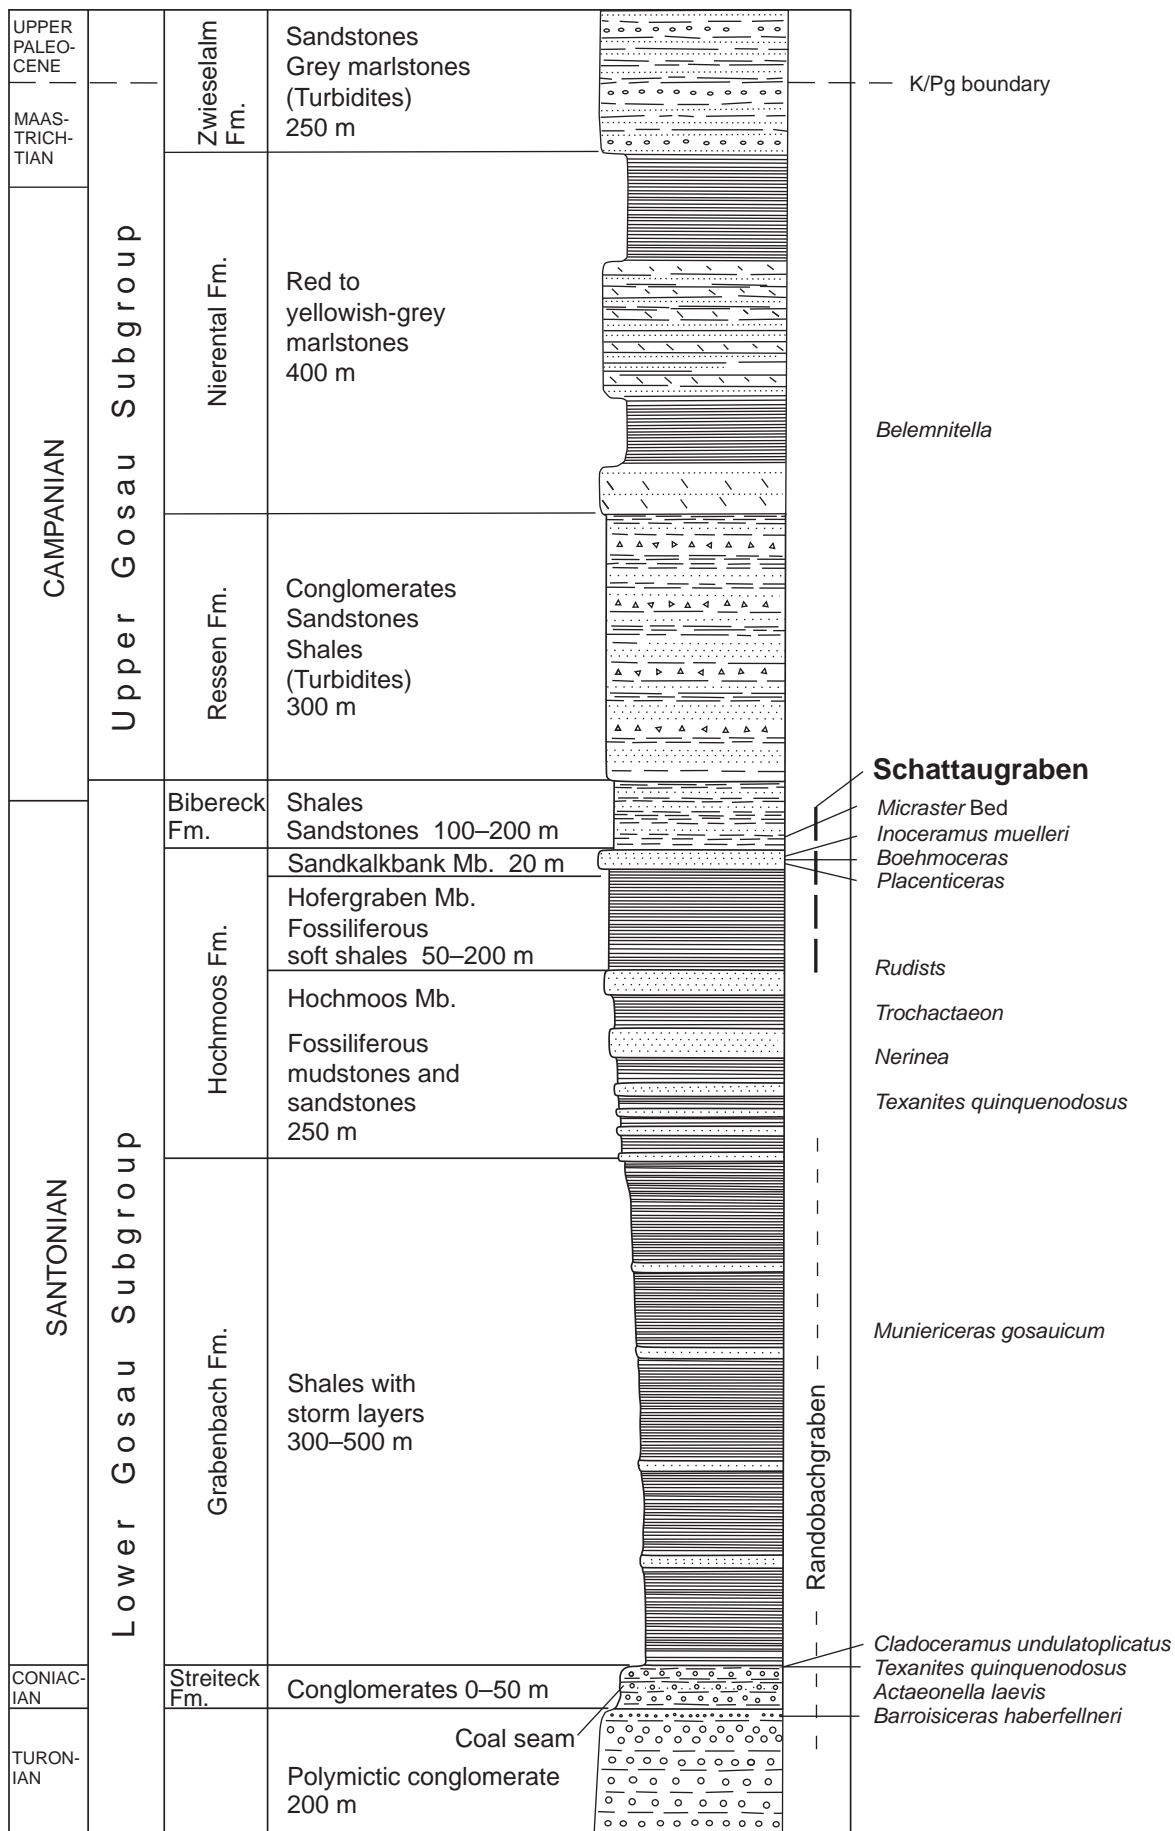 UPPER
PALEO-
CENE
MAAS-
TRICH-
TIAN
CAMPANIAN
SANTONIAN
CONIAC-
IAN
TURON-
IAN
Upper Gosau Subgroup
Lower Gosau Subgroup
Zwieselalm
Fm.
Sandstones
Grey marlstones
(Turbidites)
250 m
Nierental Fm.
Red to
yellowish-grey
marlstones
400 m
Ressen Fm.
Conglomerates
Sandstones
Shales
(Turbidites)
300 m
Bibereck
Fm.
Shales
Sandstones 100–200 m
Hochmoos Fm.
Sandkalkbank Mb. 20 m
Hofergraben Mb.
Fossiliferous
soft shales 50–200 m
Hochmoos Mb.
Fossiliferous
mudstones and
sandstones
250 m
Grabenbach Fm.
Shales with
storm layers
300–500 m
Streiteck
Fm.
Conglomerates 0–50 m
Coal seam
Polymictic conglomerate
200 m
K/Pg boundary
Belemnitella
Schattaugraben
Micraster Bed
Inoceramus muelleri
Boehmoceras
Placenticeras
Rudists
Trochactaeon
Nerinea
Texanites quinquenodosus
Muniericeras gosauicum
Randobachgraben
Cladoceramus undulatoplicatus
Texanites quinquenodosus
Actaeonella laevis
Barroisiceras haberfellneri